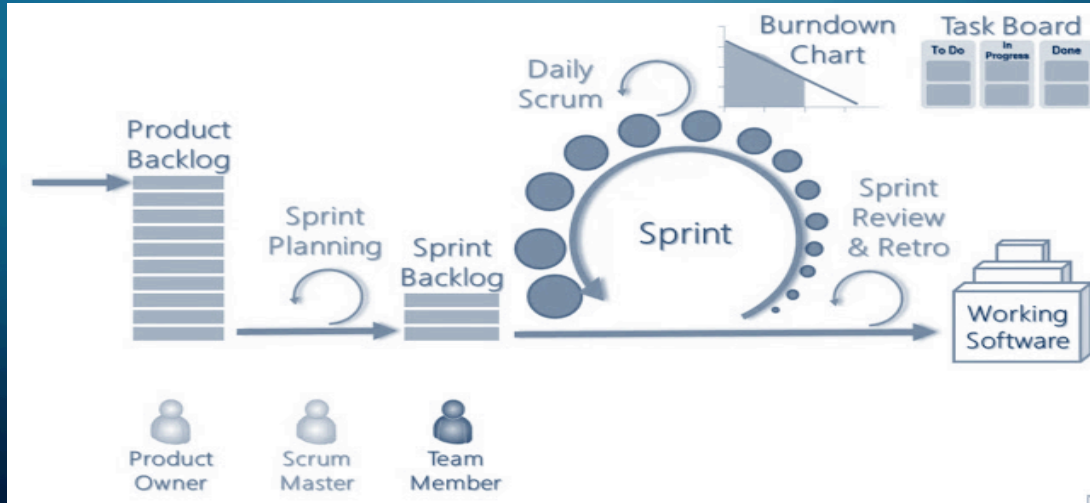 Burndown
Chart
Task Board
To Do
In
Progress
Done
Daily
Scrum
Product
Backlog
Sprint
Planning
Sprint
Backlog
Sprint
Sprint
Review
& Retro
Working
Software
Product
Owner
Scrum
Master
Team
Member